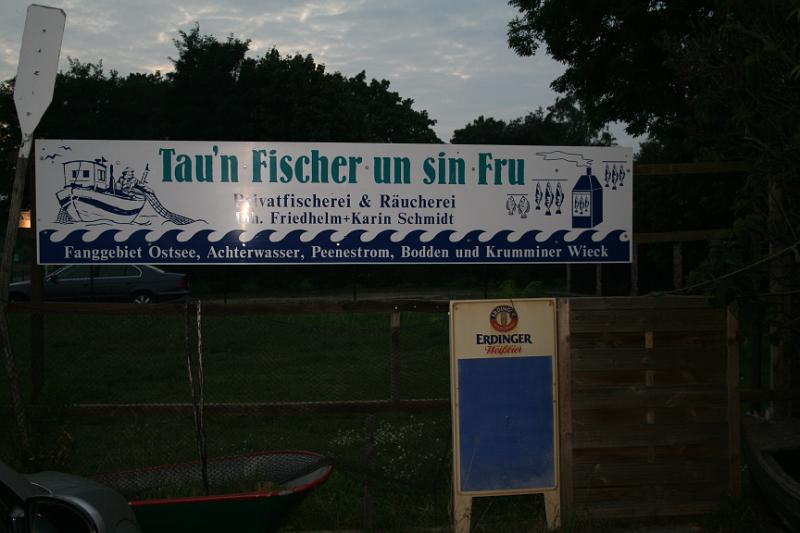 Tau'n Fischer un sin Fru
Privatfischerei & Räucherei
Inh. Friedhelm+Karin Schmidt
Fanggebiet Ostsee, Achterwasser, Peenestrom, Bodden und Krumminer Wieck
ERDINGER
Weißbier